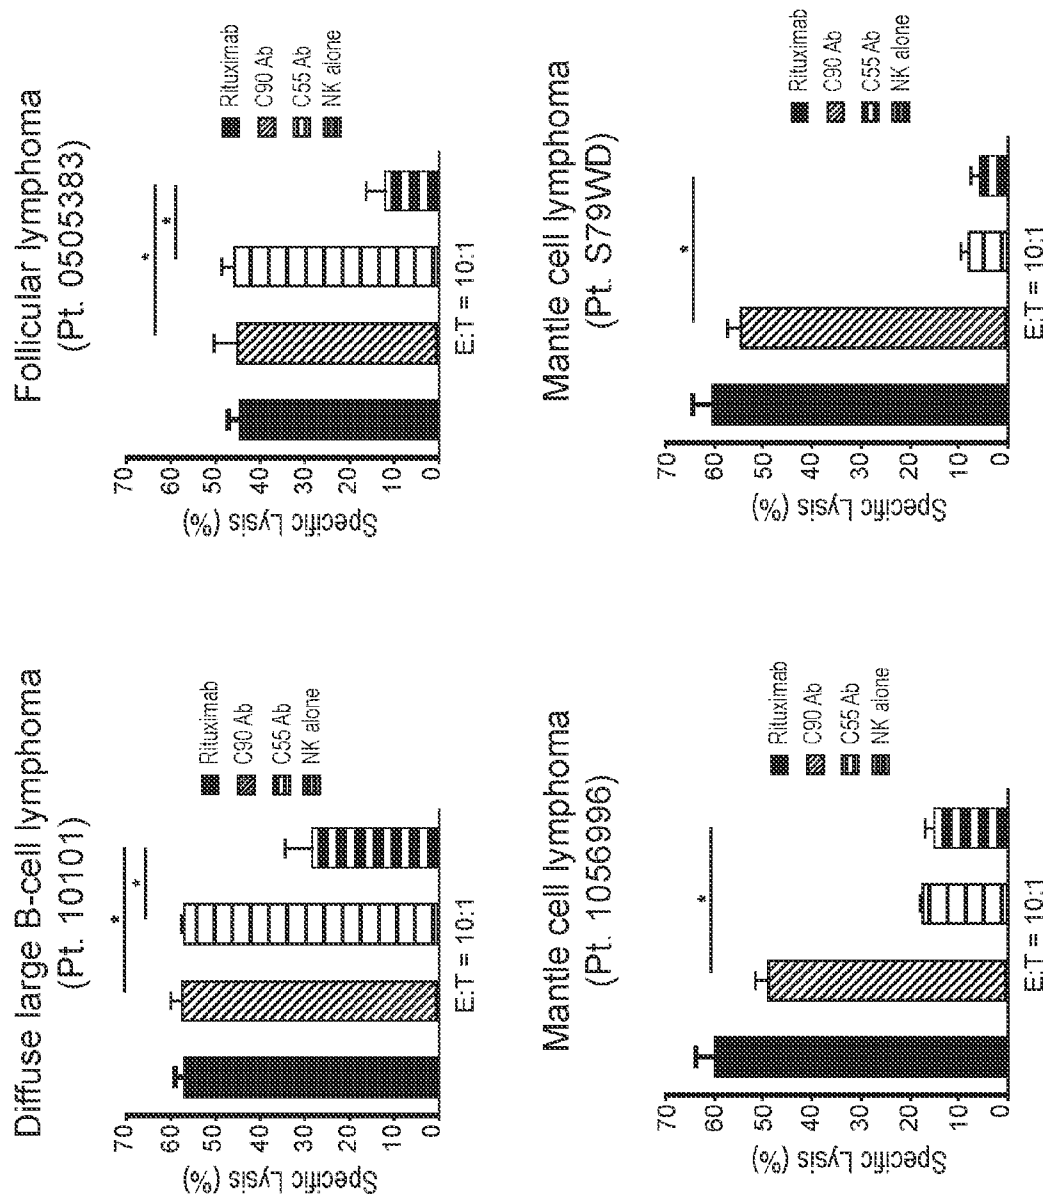 Diffuse large B-cell lymphoma
(Pt. 10101)
Specific Lysis (%)
70
60
50
40
30
20
10
0
*
*
Rituximab
C90 Ab
C55 Ab
NK alone
E:T = 10:1
Follicular lymphoma
(Pt. 0505383)
Specific Lysis (%)
70
60
50
40
30
20
10
0
*
*
Rituximab
C90 Ab
C55 Ab
NK alone
E:T = 10:1
Mantle cell lymphoma
(Pt. 1056996)
Specific Lysis (%)
70
60
50
40
30
20
10
0
*
Rituximab
C90 Ab
C55 Ab
NK alone
E:T = 10:1
Mantle cell lymphoma
(Pt. S79WD)
Specific Lysis (%)
70
60
50
40
30
20
10
0
*
Rituximab
C90 Ab
C55 Ab
NK alone
E:T = 10:1